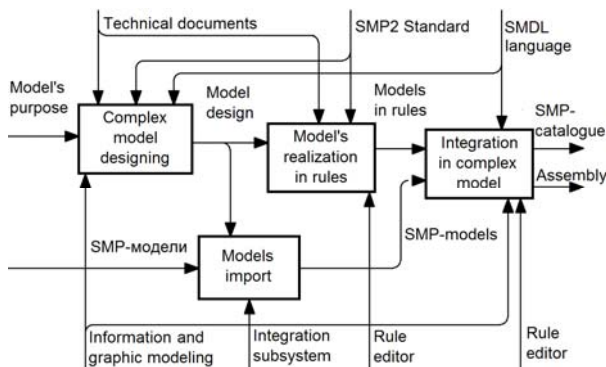 Technical documents
SMP2 Standard
SMDL
language
Model's
purpose
Model
design
Models
in rules
SMP-
catalogue
Complex
model
designing
Model's
realization
in rules
Integration
in complex
model
Assembly
SMP-модели
Models
import
SMP-models
Information and
graphic modeling
Integration
subsystem
Rule
editor
Rule
editor